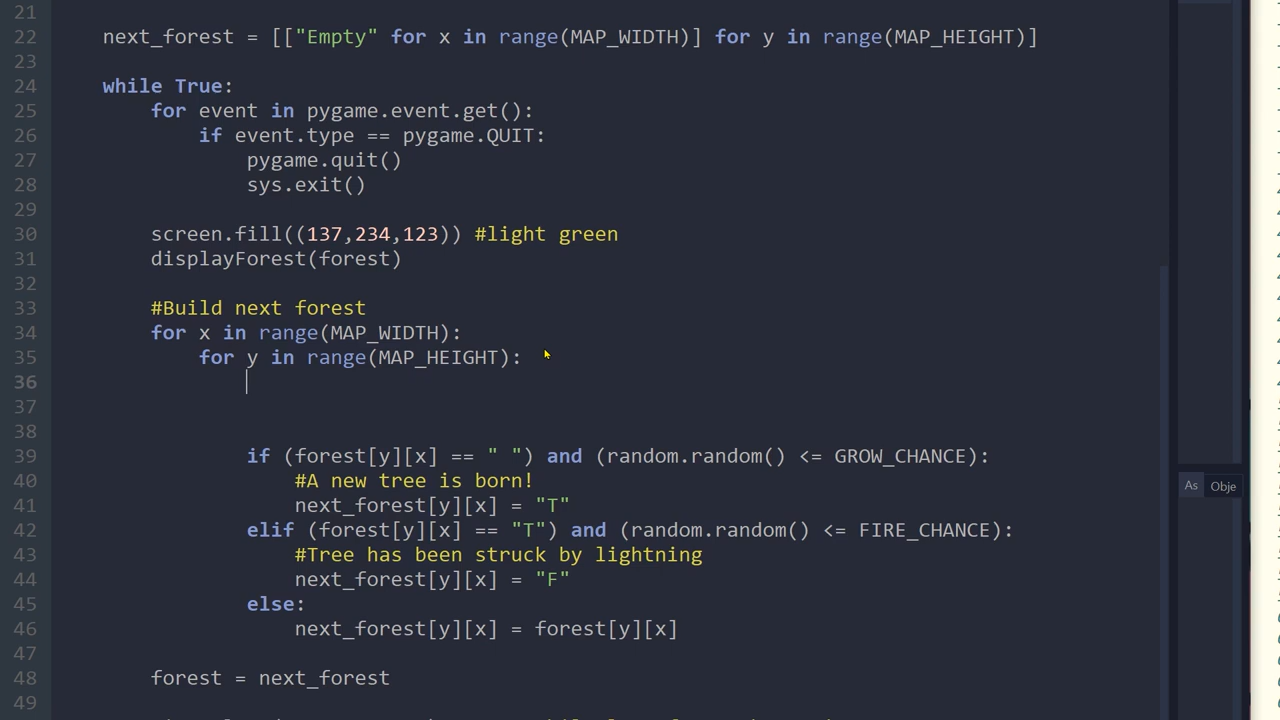 21
22 next_forest = [["Empty" for x in range(MAP_WIDTH)] for y in range(MAP_HEIGHT)]
23
24 while True:
25 for event in pygame.event.get():
26 if event.type == pygame.QUIT:
27 pygame.quit()
28 sys.exit()
29
30 screen.fill((137,234,123)) #light green
31 displayForest(forest)
32
33 #Build next forest
34 for x in range(MAP_WIDTH):
35 for y in range(MAP_HEIGHT):
36
37
38
39 if (forest[y][x] == " ") and (random.random() <= GROW_CHANCE):
40 #A new tree is born!
41 next_forest[y][x] = "T"
42 elif (forest[y][x] == "T") and (random.random() <= FIRE_CHANCE):
43 #Tree has been struck by lightning
44 next_forest[y][x] = "F"
45 else:
46 next_forest[y][x] = forest[y][x]
47
48 forest = next_forest
49
As Obje